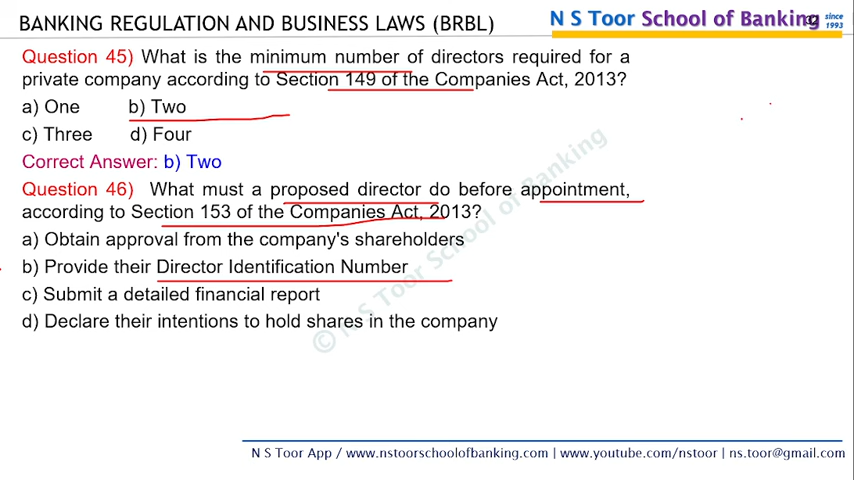 BANKING REGULATION AND BUSINESS LAWS (BRBL)
N S Toor School of Banking since 1993
Question 45) What is the minimum number of directors required for a
private company according to Section 149 of the Companies Act, 2013?
a) One b) Two
c) Three d) Four
Correct Answer: b) Two
Question 46) What must a proposed director do before appointment,
according to Section 153 of the Companies Act, 2013?
a) Obtain approval from the company's shareholders
b) Provide their Director Identification Number
c) Submit a detailed financial report
d) Declare their intentions to hold shares in the company
© N S Toor School of Banking
N S Toor App / www.nstoorschoolofbanking.com | www.youtube.com/nstoor | ns.toor@gmail.com